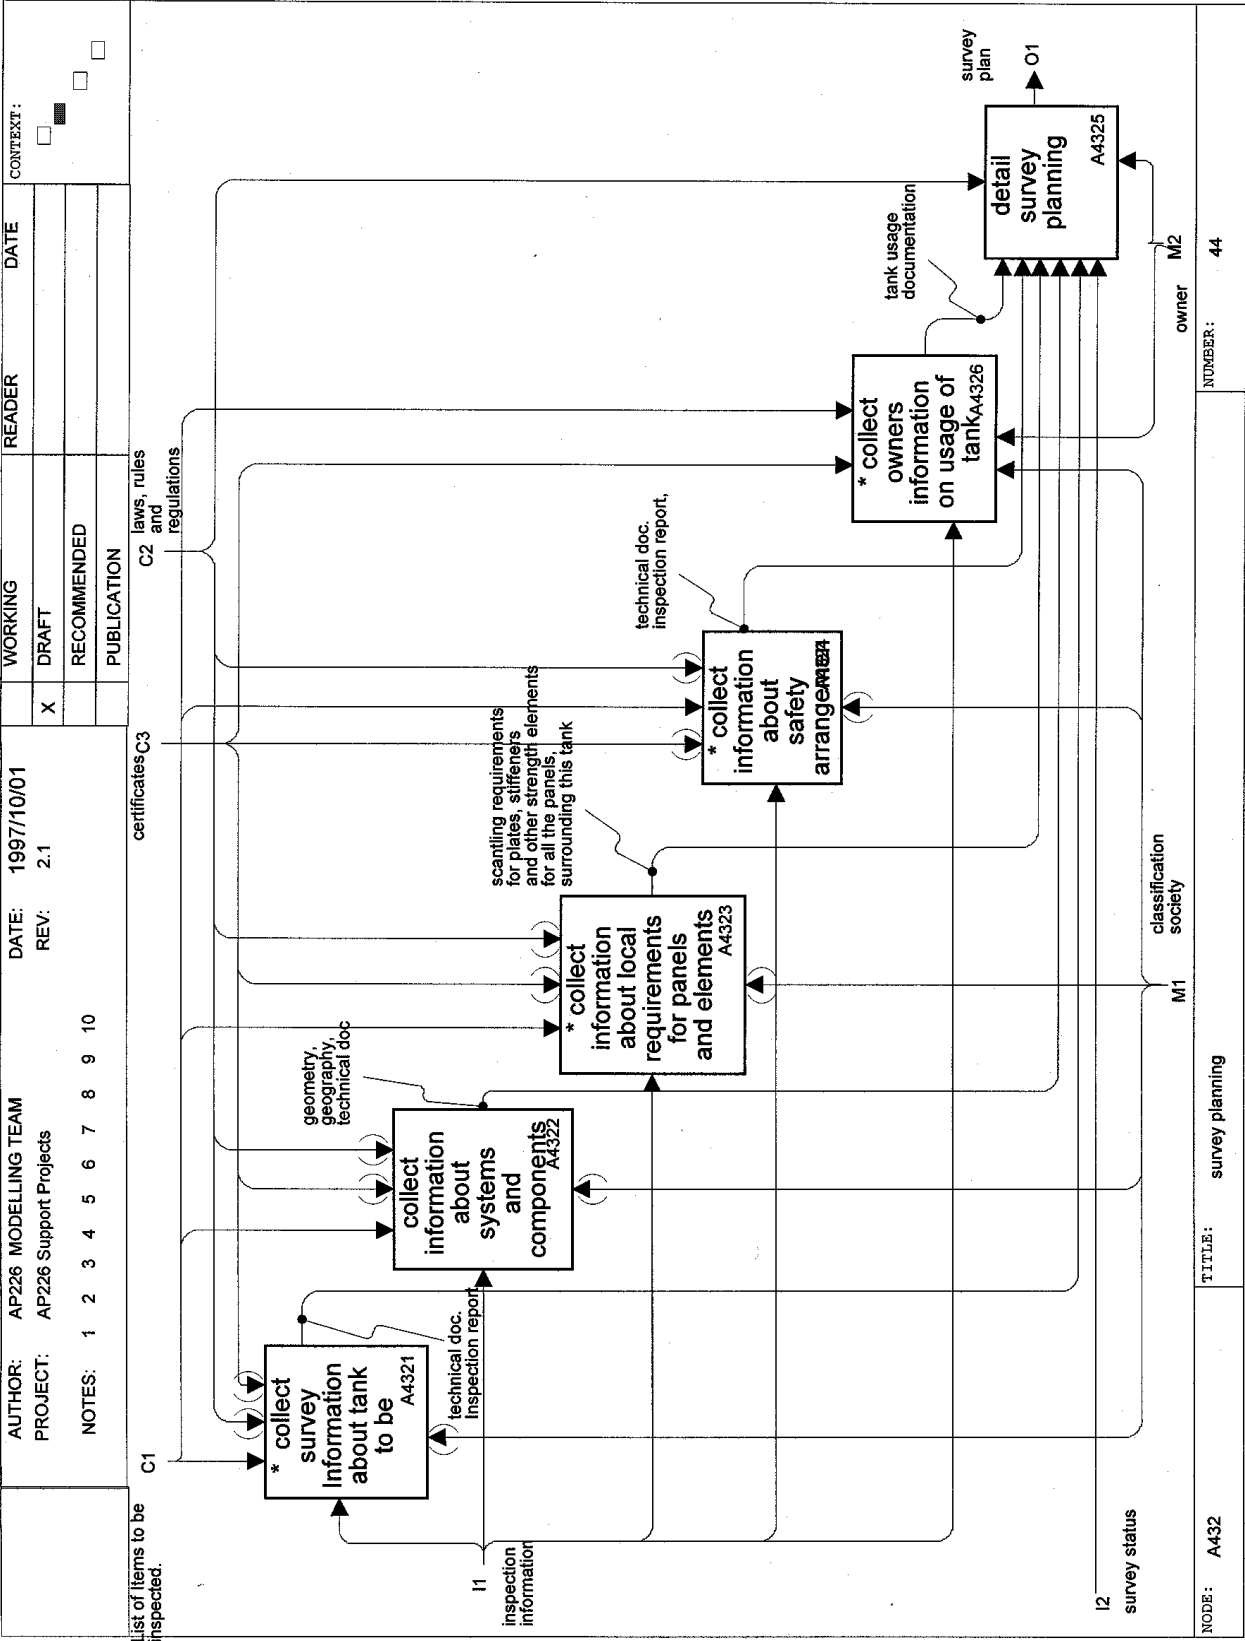 AUTHOR: AP226 MODELLING TEAM
DATE: 1997/10/01
WORKING
READER
DATE
CONTEXT:
PROJECT: AP226 Support Projects
REV: 2.1
X
DRAFT
RECOMMENDED
NOTES: 1 2 3 4 5 6 7 8 9 10
PUBLICATION
List of Items to be
inspected.
C1
certificates
C3
C2
laws, rules
and
regulations
* collect
survey
Information
about tank
to be
A4321
technical doc.
Inspection report
collect
information
about
systems
and
components
A4322
geometry,
geography,
technical doc
* collect
information
about local
requirements
for panels
and elements
A4323
scantling requirements
for plates, stiffeners
and other strength elements
for all the panels,
surrounding this tank
* collect
information
about
safety
technical doc.
inspection report,
* collect
owners
information
on usage of
tank
A4326
tank usage
documentation
detail
survey
planning
A4325
survey
plan
O1
I1
inspection
information
I2
survey status
M1
classification
society
owner
M2
NODE: A432
TITLE: survey planning
NUMBER: 44